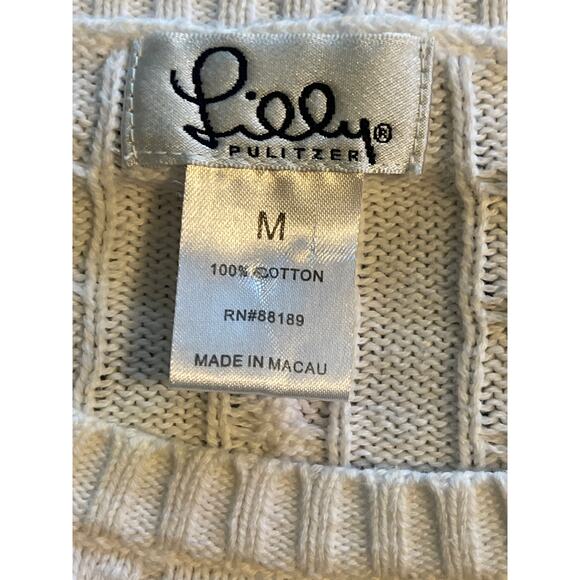 Lilly®
PULITZER
M
100% COTTON
RN#88189
MADE IN MACAU